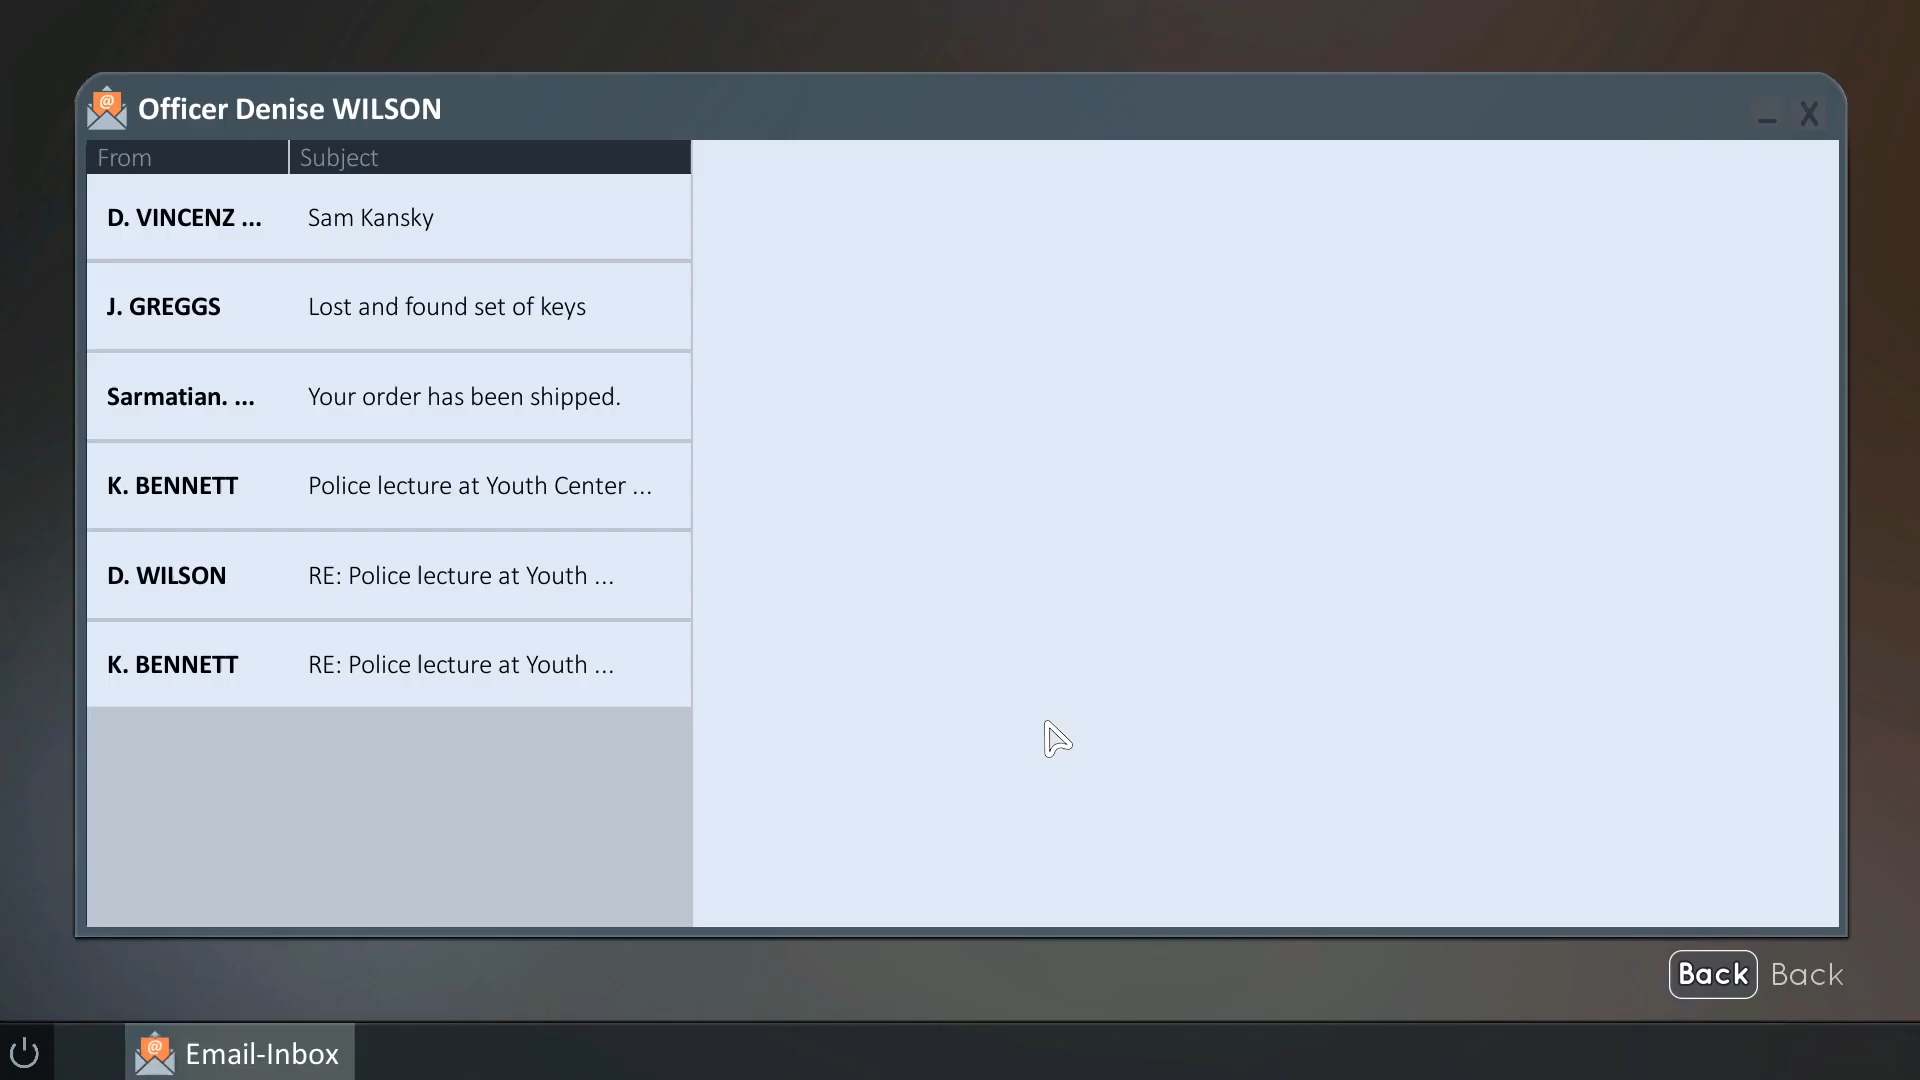 Officer Denise WILSON
X
From Subject
D. VINCENZ ... Sam Kansky
J. GREGGS Lost and found set of keys
Sarmatian. ... Your order has been shipped.
K. BENNETT Police lecture at Youth Center ...
D. WILSON RE: Police lecture at Youth ...
K. BENNETT RE: Police lecture at Youth ...
Back Back
Email-Inbox